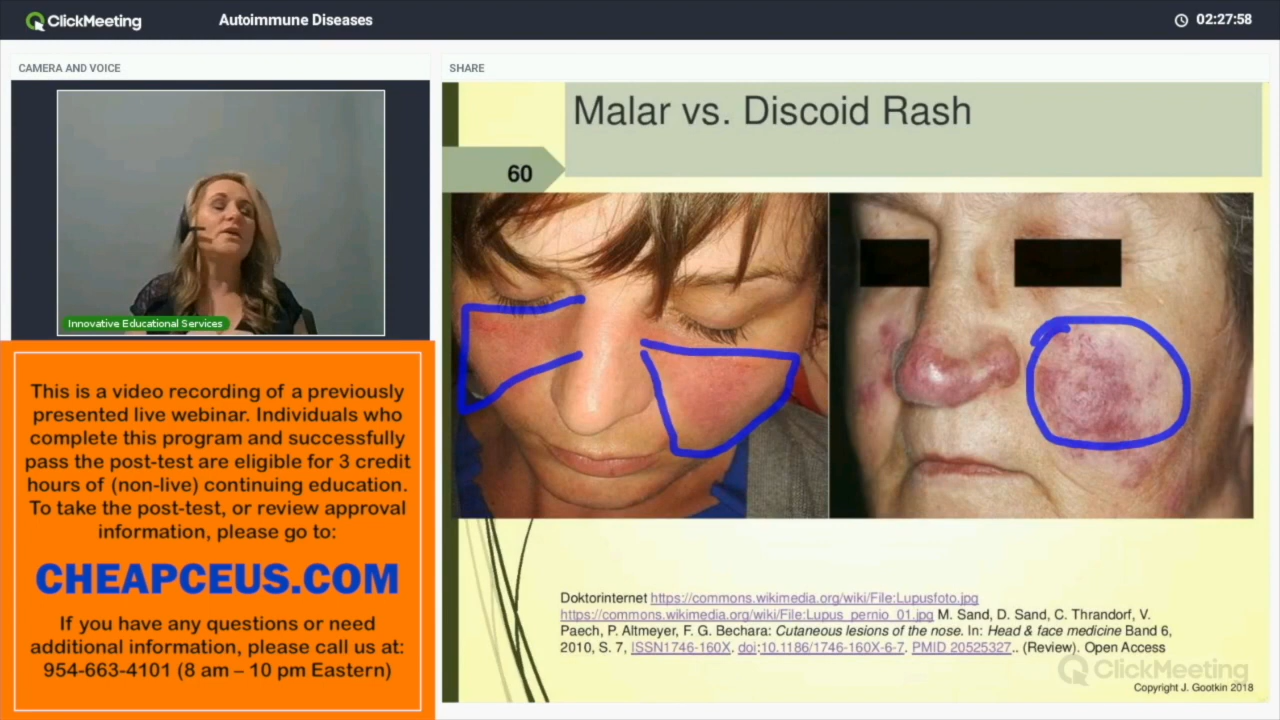 ClickMeeting
Autoimmune Diseases
02:27:58
CAMERA AND VOICE
Innovative Educational Services
This is a video recording of a previously
presented live webinar. Individuals who
complete this program and successfully
pass the post-test are eligible for 3 credit
hours of (non-live) continuing education.
To take the post-test, or review approval
information, please go to:
CHEAPCEUS.COM
If you have any questions or need
additional information, please call us at:
954-663-4101 (8 am – 10 pm Eastern)
SHARE
Malar vs. Discoid Rash
60
Doktorinternet https://commons.wikimedia.org/wiki/File:Lupusfoto.jpg
https://commons.wikimedia.org/wiki/File:Lupus_pernio_01.jpg M. Sand, D. Sand, C. Thrandorf, V.
Paech, P. Altmeyer, F. G. Bechara: Cutaneous lesions of the nose. In: Head & face medicine Band 6,
2010, S. 7, ISSN1746-160X. doi:10.1186/1746-160X-6-7. PMID 20525327.. (Review). Open Access
ClickMeeting
Copyright J. Gootkin 2018